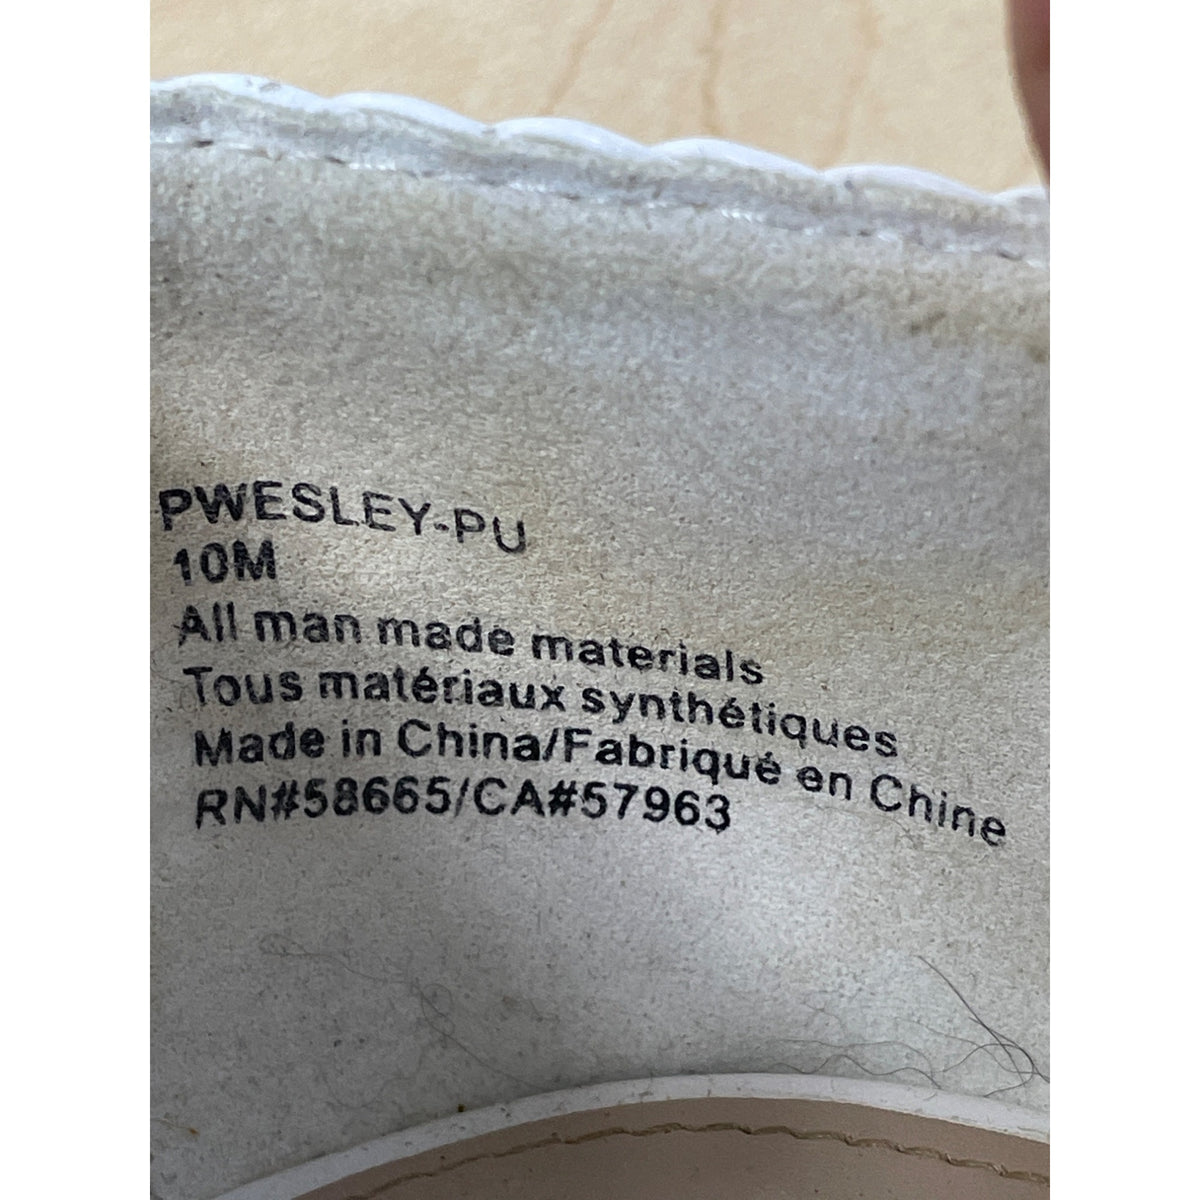 PWESLEY-PU
10M
All man made materials
Tous matériaux synthétiques
Made in China/Fabriqué en Chine
RN#58665/CA#57963